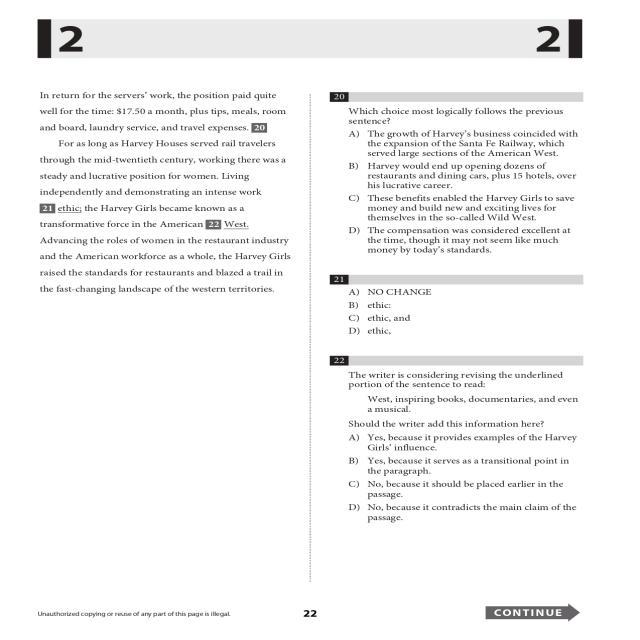 2
2
In return for the servers' work, the position paid quite
well for the time: $17.50 a month, plus tips, meals, room
and board, laundry service, and travel expenses. 20
For as long as Harvey Houses served rail travelers
through the mid-twentieth century, working there was a
steady and lucrative position for women. Living
independently and demonstrating an intense work
21 ethic; the Harvey Girls became known as a
transformative force in the American 22 West.
Advancing the roles of women in the restaurant industry
and the American workforce as a whole, the Harvey Girls
raised the standards for restaurants and blazed a trail in
the fast-changing landscape of the western territories.
20
Which choice most logically follows the previous
sentence?
A) The growth of Harvey's business coincided with
the expansion of the Santa Fe Railway, which
served large sections of the American West.
B) Harvey would end up opening dozens of
restaurants and dining cars, plus 15 hotels, over
his lucrative career.
C) These benefits enabled the Harvey Girls to save
money and build new and exciting lives for
themselves in the so-called Wild West.
D) The compensation was considered excellent at
the time, though it may not seem like much
money by today's standards.
21
A) NO CHANGE
B) ethic:
C) ethic, and
D) ethic,
22
The writer is considering revising the underlined
portion of the sentence to read:
West, inspiring books, documentaries, and even
a musical.
Should the writer add this information here?
A) Yes, because it provides examples of the Harvey
Girls' influence.
B) Yes, because it serves as a transitional point in
the paragraph.
C) No, because it should be placed earlier in the
passage.
D) No, because it contradicts the main claim of the
passage.
Unauthorized copying or reuse of any part of this page is illegal.
22
CONTINUE